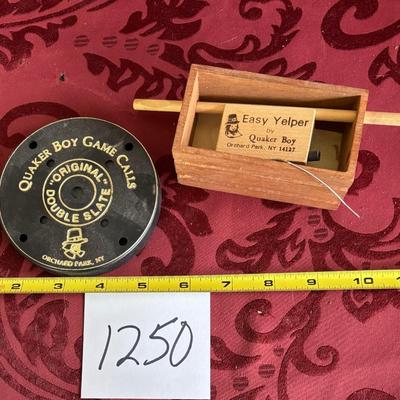 QUAKER BOY GAME CALLS
"ORIGINAL"
DOUBLE SLATE
ORCHARD PARK, NY
Easy Yelper
by
Quaker Boy
Orchard Park, NY 14127
2 3 4 5 6 7 8 9 10
1250